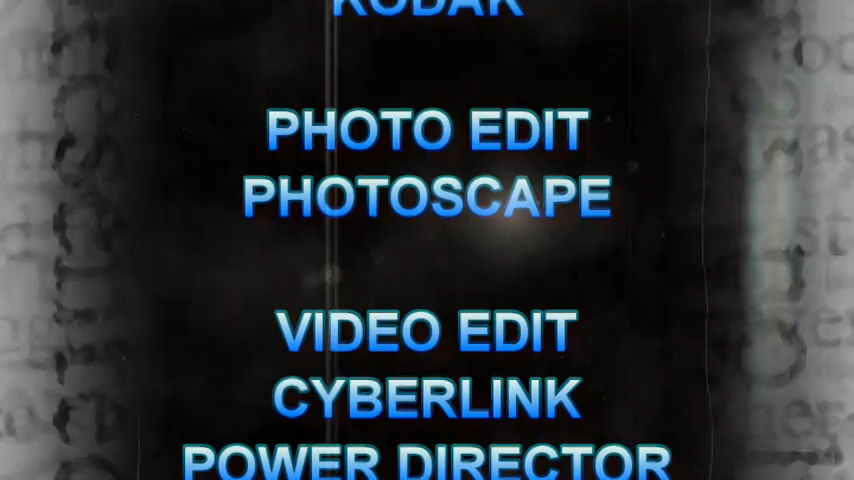 KODAK
PHOTO EDIT
PHOTOSCAPE
VIDEO EDIT
CYBERLINK
POWER DIRECTOR